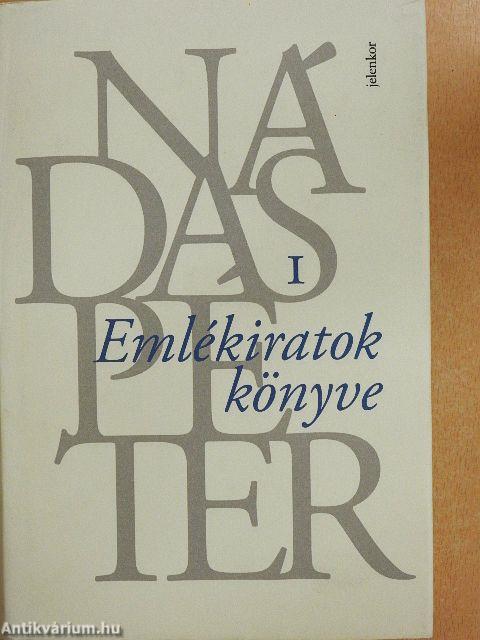 jelenkor
NÁ
DAS
PÉ
TER
I
Emlékiratok
könyve
Antikvárium.hu